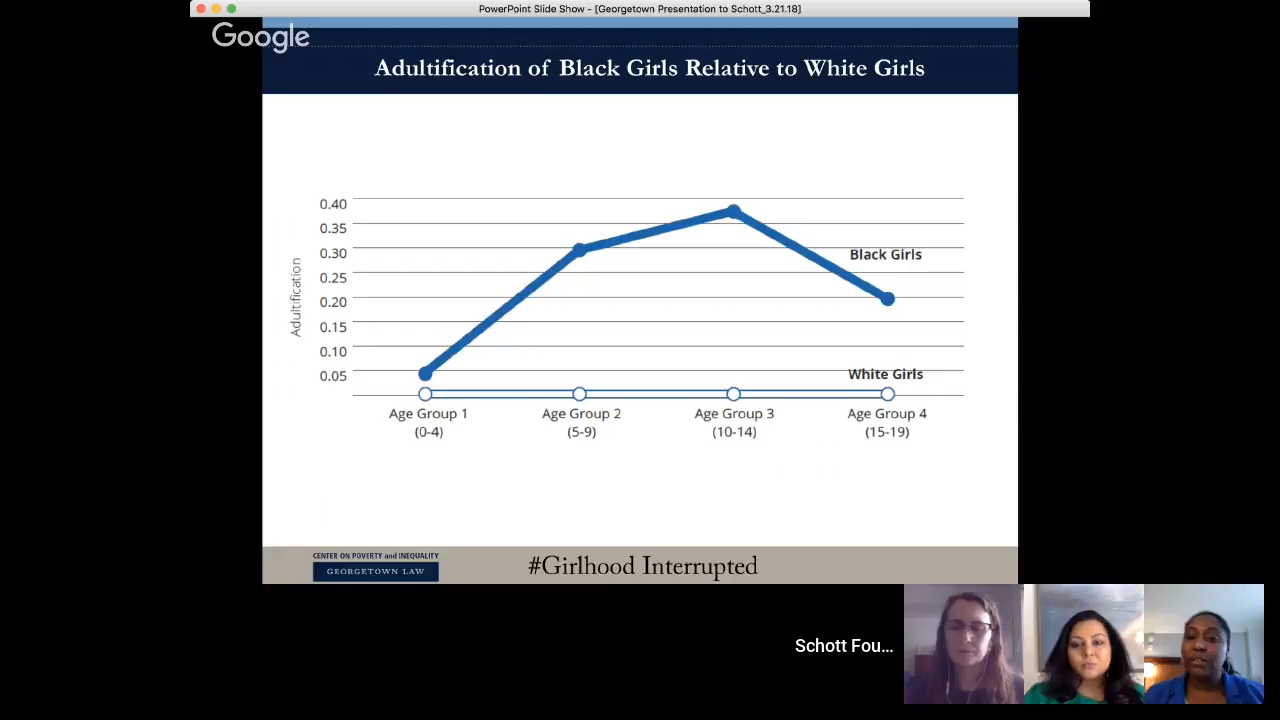 PowerPoint Slide Show - [Georgetown Presentation to Schott_3.21.18]
Google
Adultification of Black Girls Relative to White Girls
0.40
0.35
0.30
0.25
0.20
0.15
0.10
0.05
Adultification
Black Girls
White Girls
Age Group 1
(0-4)
Age Group 2
(5-9)
Age Group 3
(10-14)
Age Group 4
(15-19)
CENTER ON POVERTY and INEQUALITY
GEORGETOWN LAW
#Girlhood Interrupted
Schott Fou...